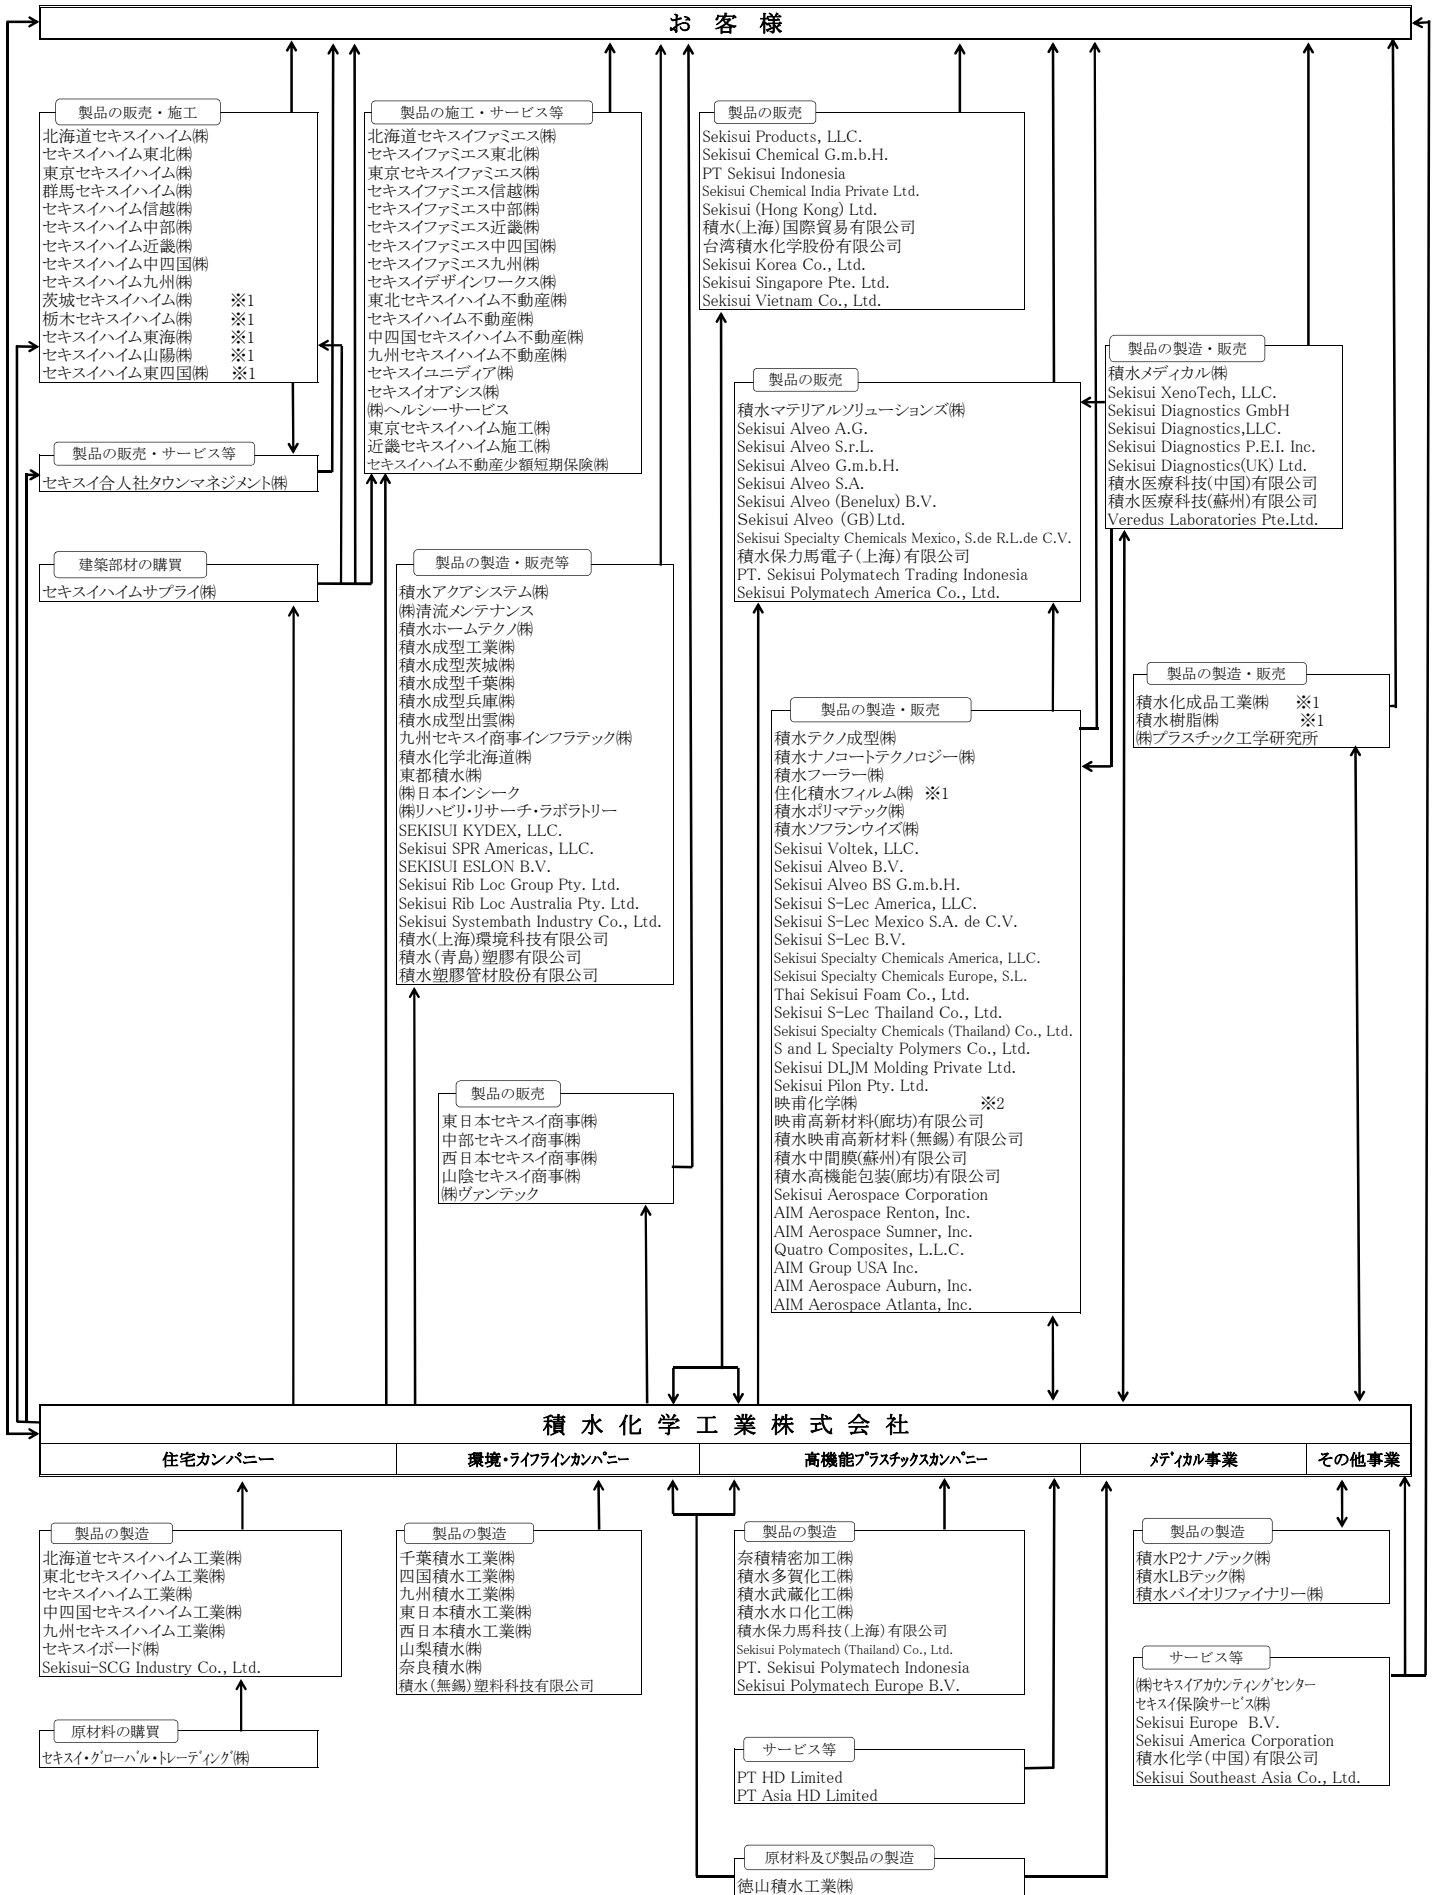 お 客 様
製品の販売・施工
北海道セキスイハイム㈱
セキスイハイム東北㈱
東京セキスイハイム㈱
群馬セキスイハイム㈱
セキスイハイム信越㈱
セキスイハイム中部㈱
セキスイハイム近畿㈱
セキスイハイム中四国㈱
セキスイハイム九州㈱
茨城セキスイハイム㈱ ※1
栃木セキスイハイム㈱ ※1
セキスイハイム東海㈱ ※1
セキスイハイム山陽㈱ ※1
セキスイハイム東四国㈱ ※1
製品の販売・サービス等
セキスイ合人社タウンマネジメント㈱
建築部材の購買
セキスイハイムサプライ㈱
製品の施工・サービス等
北海道セキスイファミエス㈱
セキスイファミエス東北㈱
東京セキスイファミエス㈱
セキスイファミエス信越㈱
セキスイファミエス中部㈱
セキスイファミエス近畿㈱
セキスイファミエス中四国㈱
セキスイファミエス九州㈱
セキスイデザインワークス㈱
東北セキスイハイム不動産㈱
セキスイハイム不動産㈱
中四国セキスイハイム不動産㈱
九州セキスイハイム不動産㈱
セキスイユニディア㈱
セキスイオアシス㈱
㈱ヘルシーサービス
東京セキスイハイム施工㈱
近畿セキスイハイム施工㈱
セキスイハイム不動産少額短期保険㈱
製品の製造・販売等
積水アクアシステム㈱
㈱清流メンテナンス
積水ホームテクノ㈱
積水成型工業㈱
積水成型茨城㈱
積水成型千葉㈱
積水成型兵庫㈱
積水成型出雲㈱
九州セキスイ商事インフラテック㈱
積水化学北海道㈱
東都積水㈱
㈱日本インシーク
㈱リハビリ・リサーチ・ラボラトリー
SEKISUI KYDEX, LLC.
Sekisui SPR Americas, LLC.
SEKISUI ESLON B.V.
Sekisui Rib Loc Group Pty. Ltd.
Sekisui Rib Loc Australia Pty. Ltd.
Sekisui Systembath Industry Co., Ltd.
積水(上海)環境科技有限公司
積水（青島）塑膠有限公司
積水塑膠管材股份有限公司
製品の販売
東日本セキスイ商事㈱
中部セキスイ商事㈱
西日本セキスイ商事㈱
山陰セキスイ商事㈱
㈱ヴァンテック
製品の販売
Sekisui Products, LLC.
Sekisui Chemical G.m.b.H.
PT Sekisui Indonesia
Sekisui Chemical India Private Ltd.
Sekisui (Hong Kong) Ltd.
積水(上海)国際貿易有限公司
台湾積水化学股份有限公司
Sekisui Korea Co., Ltd.
Sekisui Singapore Pte. Ltd.
Sekisui Vietnam Co., Ltd.
製品の販売
積水マテリアルソリューションズ㈱
Sekisui Alveo A.G.
Sekisui Alveo S.r.L.
Sekisui Alveo G.m.b.H.
Sekisui Alveo S.A.
Sekisui Alveo (Benelux) B.V.
Sekisui Alveo (GB)Ltd.
Sekisui Specialty Chemicals Mexico, S.de R.L.de C.V.
積水保力馬電子（上海）有限公司
PT. Sekisui Polymatech Trading Indonesia
Sekisui Polymatech America Co., Ltd.
製品の製造・販売
積水テクノ成型㈱
積水ナノコートテクノロジー㈱
積水フーラー㈱
住化積水フィルム㈱ ※1
積水ポリマテック㈱
積水ソフランウイズ㈱
Sekisui Voltek, LLC.
Sekisui Alveo B.V.
Sekisui Alveo BS G.m.b.H.
Sekisui S-Lec America, LLC.
Sekisui S-Lec Mexico S.A. de C.V.
Sekisui S-Lec B.V.
Sekisui Specialty Chemicals America, LLC.
Sekisui Specialty Chemicals Europe, S.L.
Thai Sekisui Foam Co., Ltd.
Sekisui S-Lec Thailand Co., Ltd.
Sekisui Specialty Chemicals (Thailand) Co., Ltd.
S and L Specialty Polymers Co., Ltd.
Sekisui DLJM Molding Private Ltd.
Sekisui Pilon Pty. Ltd.
映甫化学㈱ ※2
映甫高新材料(廊坊)有限公司
積水映甫高新材料（無錫）有限公司
積水中間膜(蘇州)有限公司
積水高機能包装(廊坊)有限公司
Sekisui Aerospace Corporation
AIM Aerospace Renton, Inc.
AIM Aerospace Sumner, Inc.
Quatro Composites, L.L.C.
AIM Group USA Inc.
AIM Aerospace Auburn, Inc.
AIM Aerospace Atlanta, Inc.
製品の製造・販売
積水メディカル㈱
Sekisui XenoTech, LLC.
Sekisui Diagnostics GmbH
Sekisui Diagnostics,LLC.
Sekisui Diagnostics P.E.I. Inc.
Sekisui Diagnostics(UK) Ltd.
積水医療科技(中国)有限公司
積水医療科技(蘇州)有限公司
Veredus Laboratories Pte.Ltd.
製品の製造・販売
積水化成品工業㈱ ※1
積水樹脂㈱ ※1
㈱プラスチック工学研究所
積 水 化 学 工 業 株 式 会 社
住宅カンパニー
環境・ライフラインカンパニー
高機能プラスチックスカンパニー
メディカル事業
その他事業
製品の製造
北海道セキスイハイム工業㈱
東北セキスイハイム工業㈱
セキスイハイム工業㈱
中四国セキスイハイム工業㈱
九州セキスイハイム工業㈱
セキスイボード㈱
Sekisui-SCG Industry Co., Ltd.
原材料の購買
セキスイ・グローバル・トレーディング㈱
製品の製造
千葉積水工業㈱
四国積水工業㈱
九州積水工業㈱
東日本積水工業㈱
西日本積水工業㈱
山梨積水㈱
奈良積水㈱
積水（無錫）塑料科技有限公司
製品の製造
奈積精密加工㈱
積水多賀化工㈱
積水武蔵化工㈱
積水水口化工㈱
積水保力馬科技（上海）有限公司
Sekisui Polymatech (Thailand) Co., Ltd.
PT. Sekisui Polymatech Indonesia
Sekisui Polymatech Europe B.V.
サービス等
PT HD Limited
PT Asia HD Limited
原材料及び製品の製造
徳山積水工業㈱
製品の製造
積水P2ナノテック㈱
積水LBテック㈱
積水バイオリファイナリー㈱
サービス等
㈱セキスイアカウンティングセンター
セキスイ保険サービス㈱
Sekisui Europe B.V.
Sekisui America Corporation
積水化学（中国）有限公司
Sekisui Southeast Asia Co., Ltd.